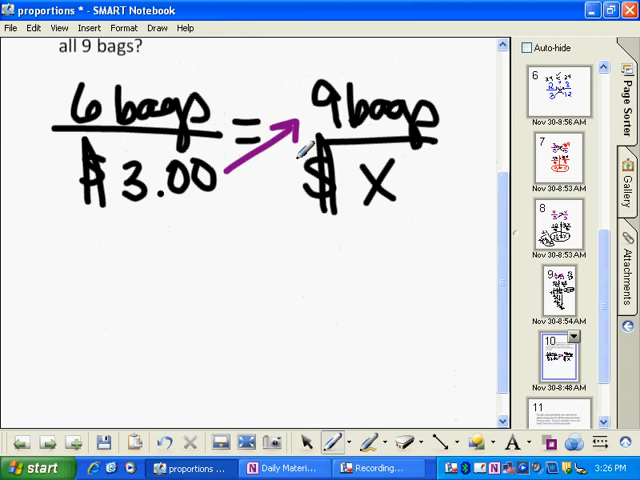 proportions * - SMART Notebook
File Edit View Insert Format Draw Help
all 9 bags?
6 bags = 9 bags
$ 3.00 $ x
Auto-hide
6
Nov 30-8:56 AM
7
Nov 30-8:53 AM
8
Nov 30-8:53 AM
9
Nov 30-8:54 AM
10
Nov 30-8:48 AM
11
Page Sorter
Gallery
Attachments
start
proportions ...
Daily Materi...
Recording...
3:26 PM